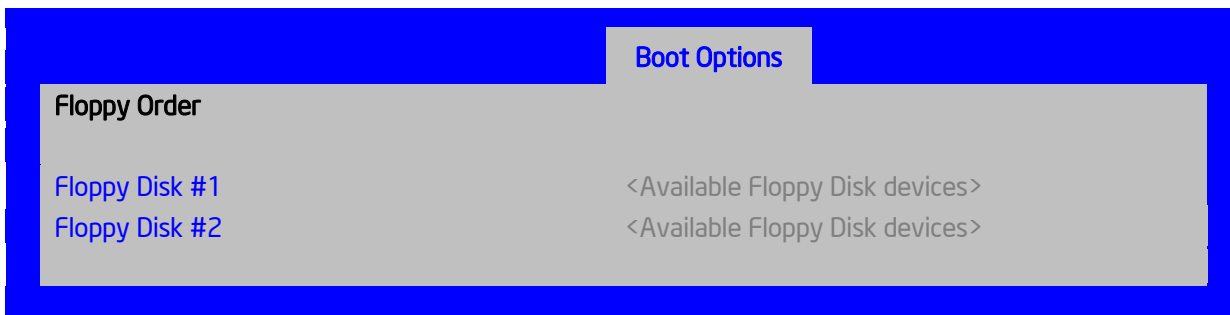 Boot Options
Floppy Order
Floppy Disk #1 <Available Floppy Disk devices>
Floppy Disk #2 <Available Floppy Disk devices>